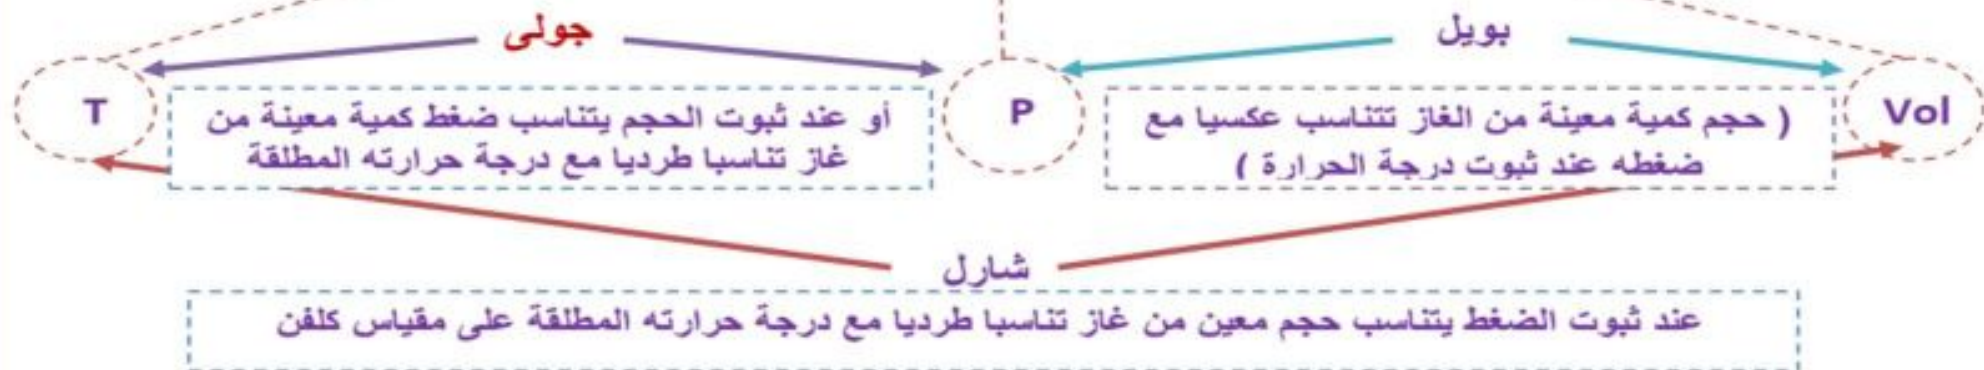 بويل
جولى
Vol
P
T
( حجم كمية معينة من الغاز تتناسب عكسيا مع
ضغطه عند ثبوت درجة الحرارة )
أو عند ثبوت الحجم يتناسب ضغط كمية معينة من
غاز تناسبا طرديا مع درجة حرارته المطلقة
شارل
عند ثبوت الضغط يتناسب حجم معين من غاز تناسبا طرديا مع درجة حرارته المطلقة على مقياس كلفن